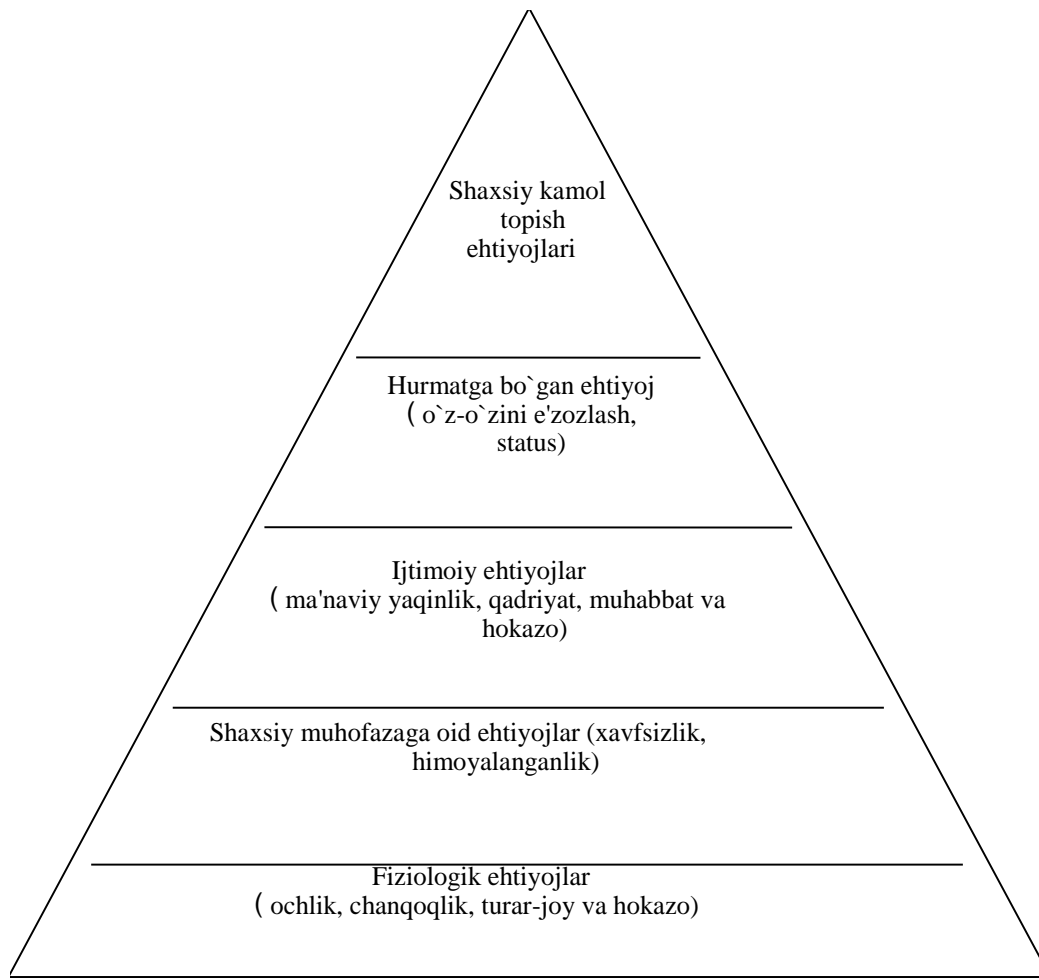 Shaxsiy kamol
topish
ehtiyojlari
Hurmatga bo`gan ehtiyoj
( o`z-o`zini e'zozlash,
status)
Ijtimoiy ehtiyojlar
( ma'naviy yaqinlik, qadriyat, muhabbat va
hokazo)
Shaxsiy muhofazaga oid ehtiyojlar (xavfsizlik,
himoyalanganlik)
Fiziologik ehtiyojlar
( ochlik, chanqoqlik, turar-joy va hokazo)